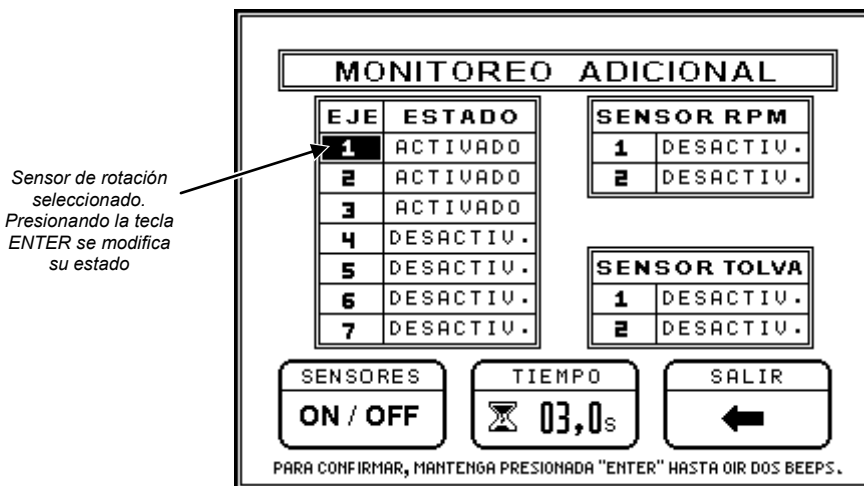 MONITOREO ADICIONAL
Sensor de rotación
seleccionado.
Presionando la tecla
ENTER se modifica
su estado
EJE ESTADO
1 ACTIVADO
2 ACTIVADO
3 ACTIVADO
4 DESACTIV.
5 DESACTIV.
6 DESACTIV.
7 DESACTIV.
SENSOR RPM
1 DESACTIV.
2 DESACTIV.
SENSOR TOLVA
1 DESACTIV.
2 DESACTIV.
SENSORES
ON / OFF
TIEMPO
03,0s
SALIR
PARA CONFIRMAR, MANTENGA PRESIONADA "ENTER" HASTA OIR DOS BEEPS.